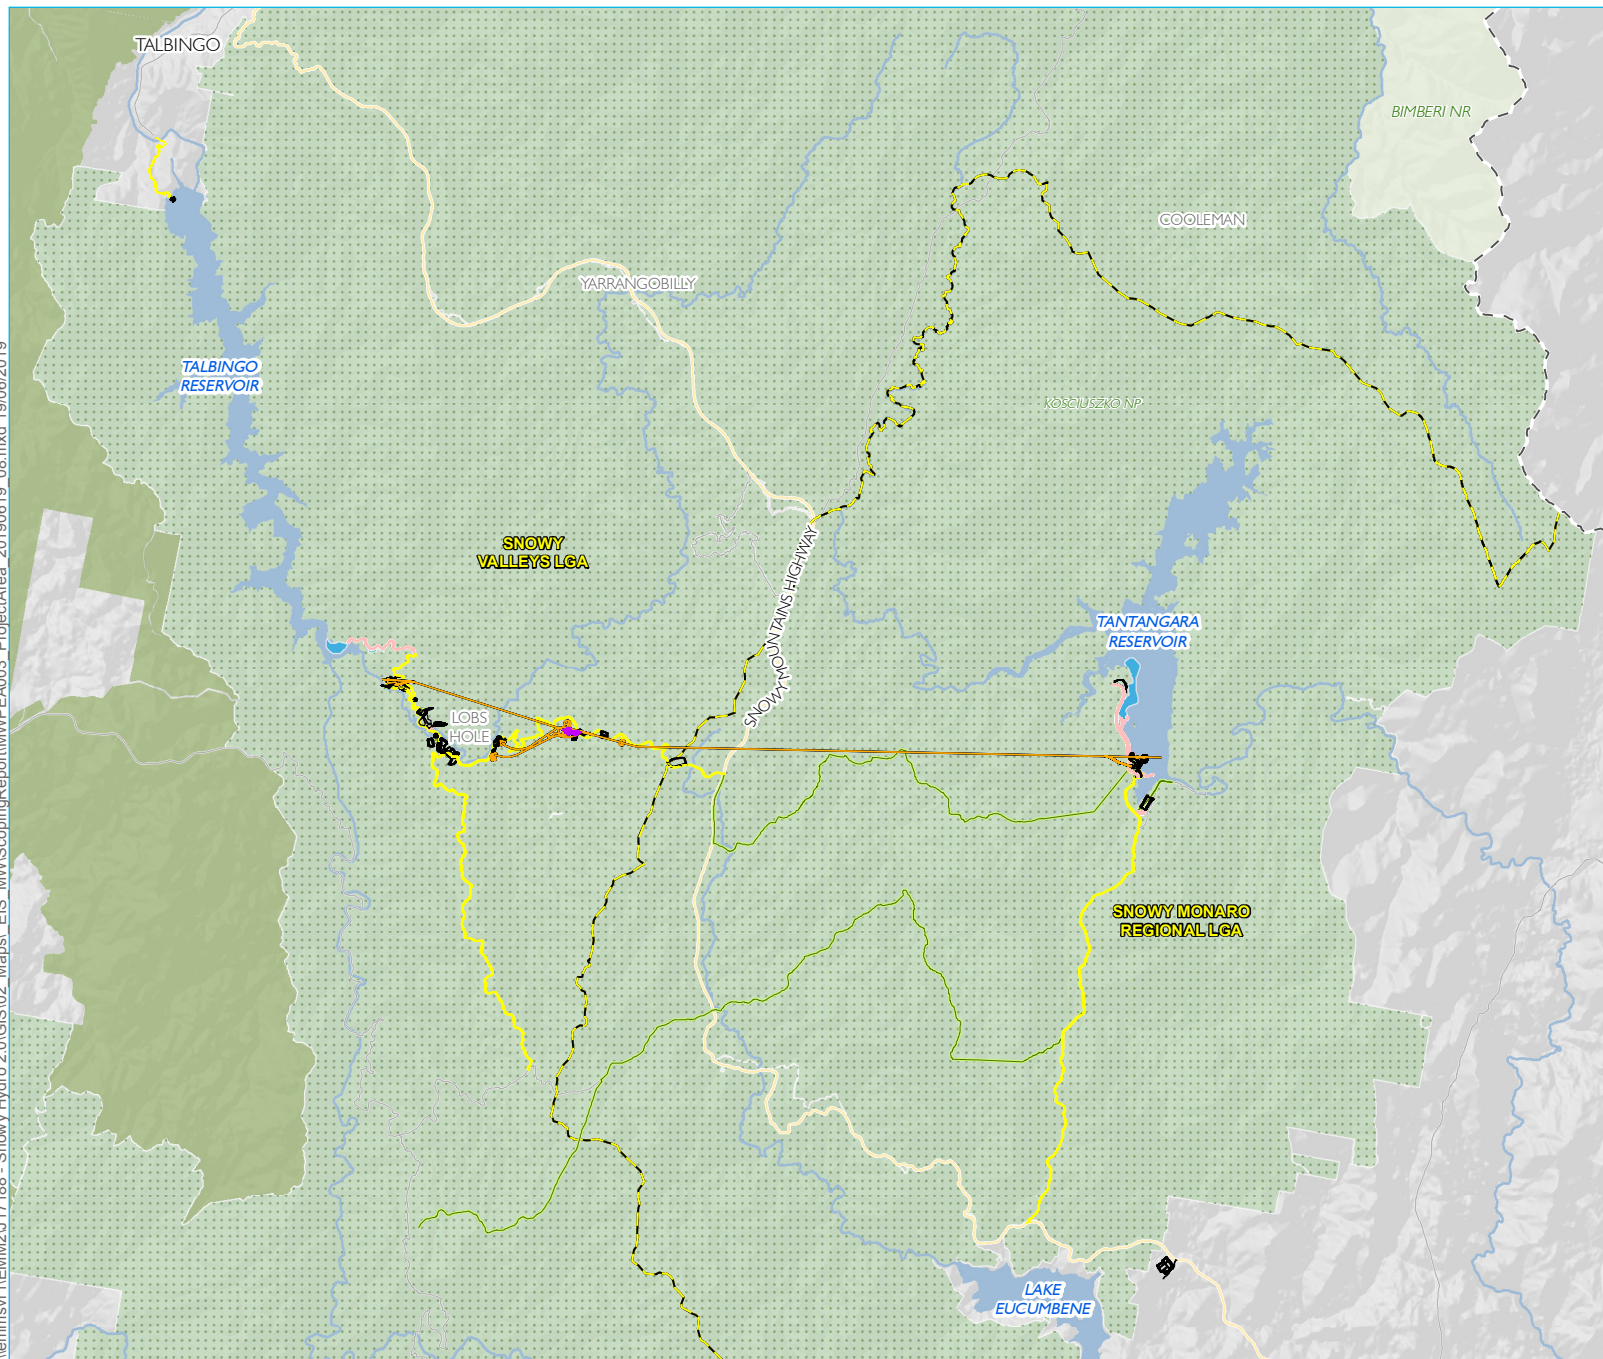 TALBINGO
BIMBERI NR
COOLEMAN
YARRANGOBILLY
TALBINGO
RESERVOIR
KOSCIUSZKO NP
SNOWY
VALLEYS LGA
SNOWY MOUNTAINS HIGHWAY
TANTANGARA
RESERVOIR
LOBS
HOLE
SNOWY MONARO
REGIONAL LGA
LAKE
EUCUMBENE